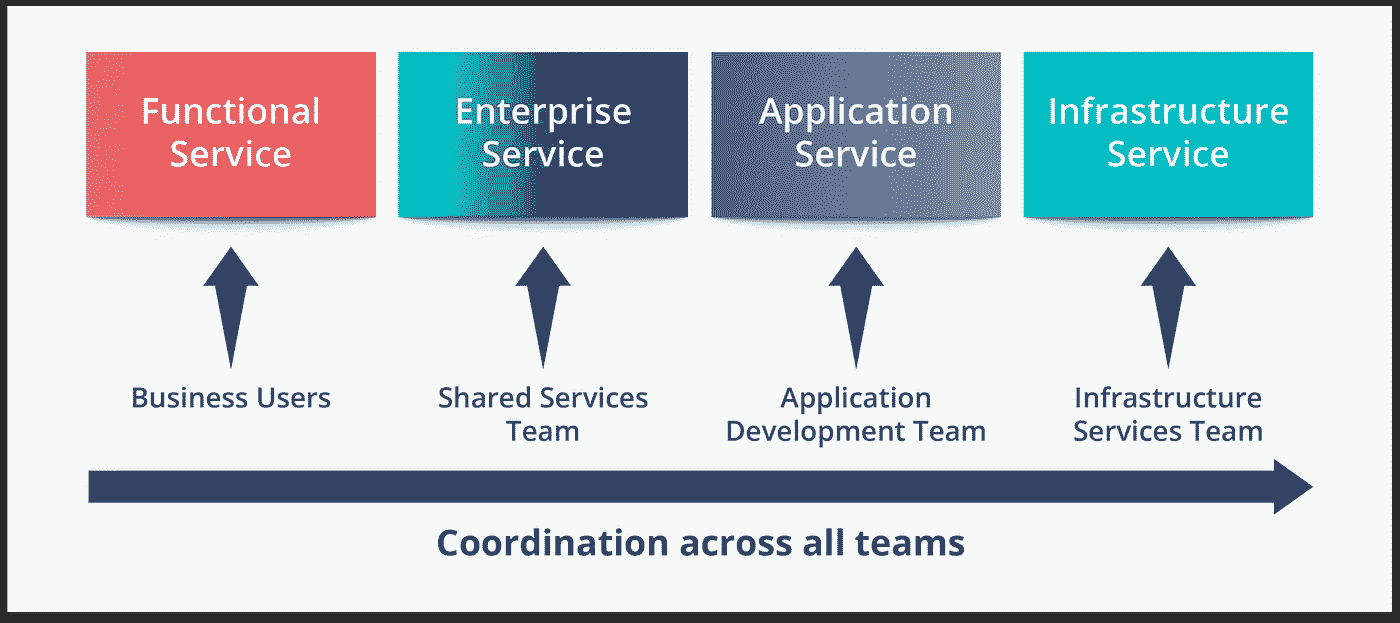 Functional
Service
Enterprise
Service
Application
Service
Infrastructure
Service
Business Users
Shared Services
Team
Application
Development Team
Infrastructure
Services Team
Coordination across all teams